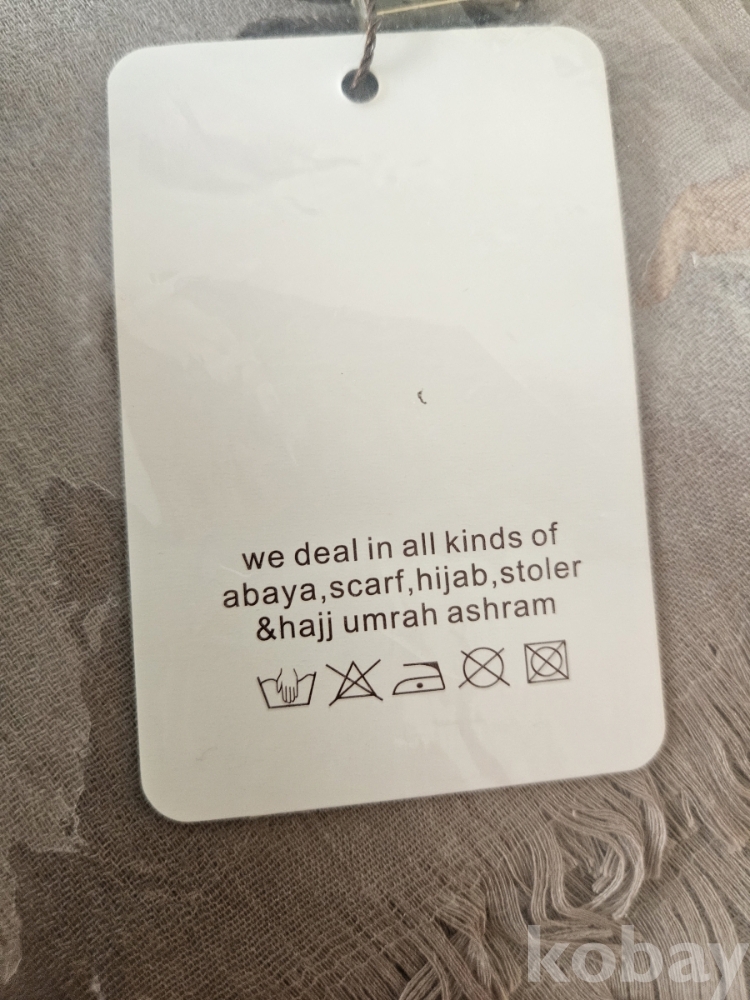 we deal in all kinds of
abaya,scarf,hijab,stoler
&hajj umrah ashram
kobay